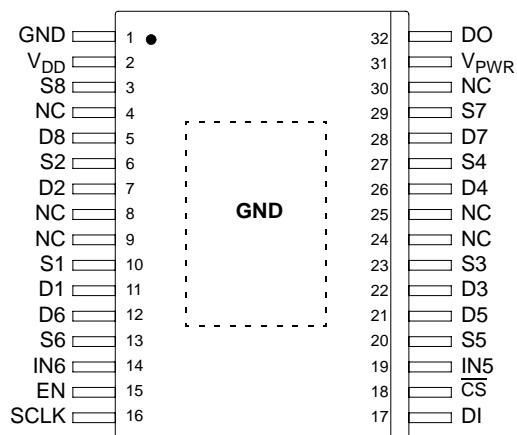 GND 1 32 DO
VDD 2 31 VPWR
S8 3 30 NC
NC 4 29 S7
D8 5 28 D7
S2 6 27 S4
D2 7 26 D4
NC 8 25 NC
GND
NC 9 24 NC
S1 10 23 S3
D1 11 22 D3
D6 12 21 D5
S6 13 20 S5
IN6 14 19 IN5
EN 15 18 CS
SCLK 16 17 DI